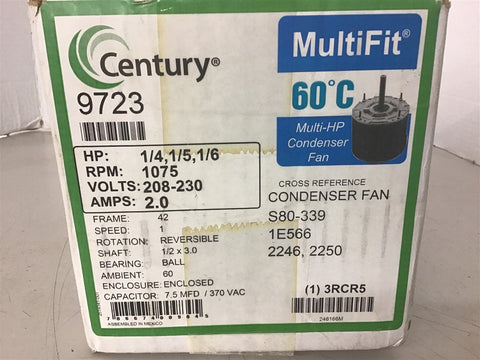 Century®
9723
MultiFit®
60°C
Multi-HP
Condenser
Fan
HP: 1/4,1/5,1/6
RPM: 1075
VOLTS: 208-230
AMPS: 2.0
FRAME: 42
SPEED: 1
ROTATION: REVERSIBLE
SHAFT: 1/2 x 3.0
BEARING: BALL
AMBIENT: 60
ENCLOSURE: ENCLOSED
CAPACITOR: 7.5 MFD / 370 VAC
ASSEMBLED IN MEXICO
CROSS REFERENCE
CONDENSER FAN
S80-339
1E566
2246, 2250
(1) 3RCR5
246166M